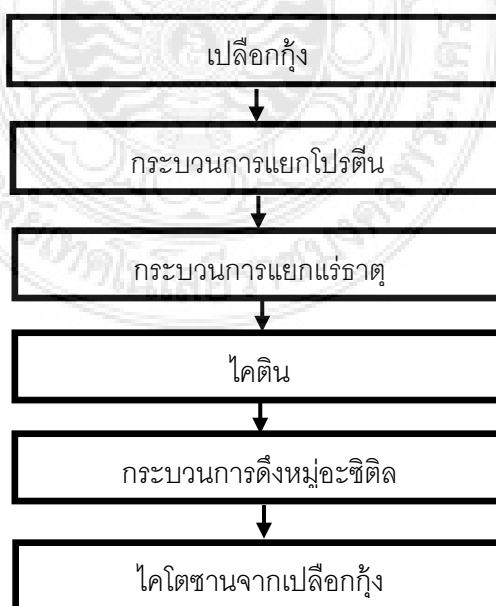 เปลือกกุ้ง
กระบวนการแยกโปรตีน
กระบวนการแยกแร่ธาตุ
ไคติน
กระบวนการดึงหมู่อะซิติล
ไคโตซานจากเปลือกกุ้ง